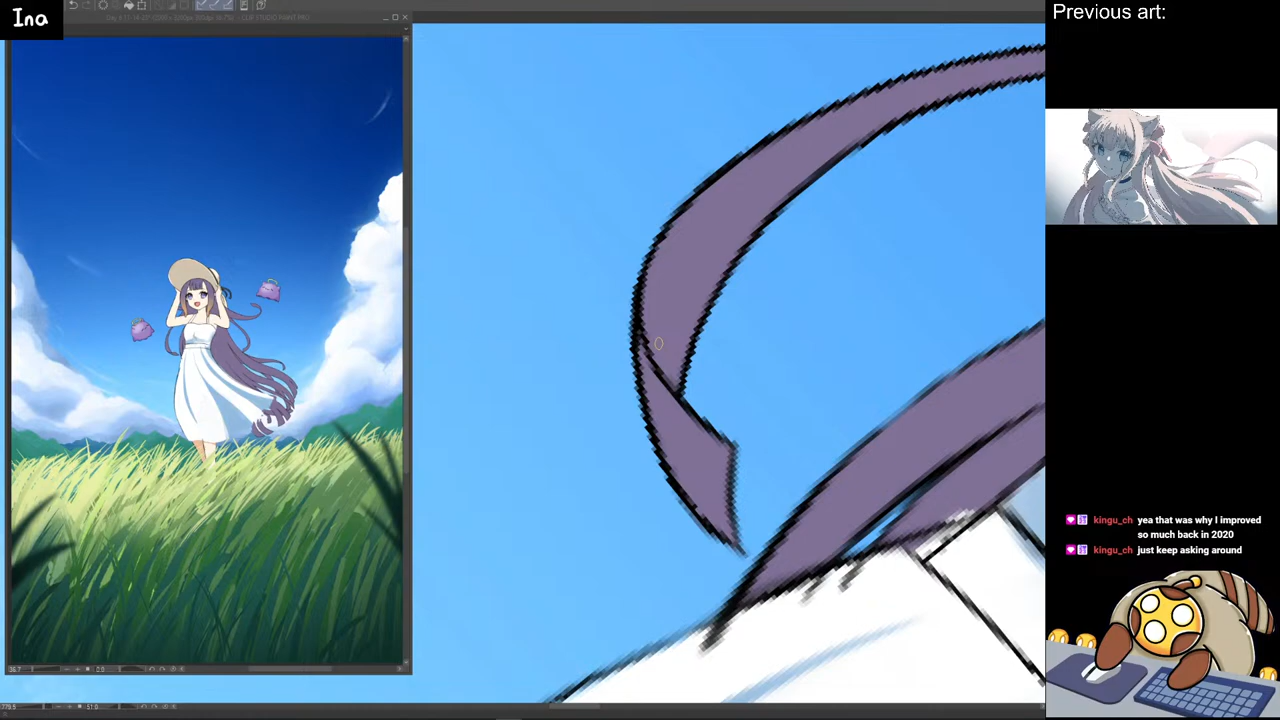 Ina
Previous art:
kingu_ch yea that was why I improved
so much back in 2020
kingu_ch just keep asking around